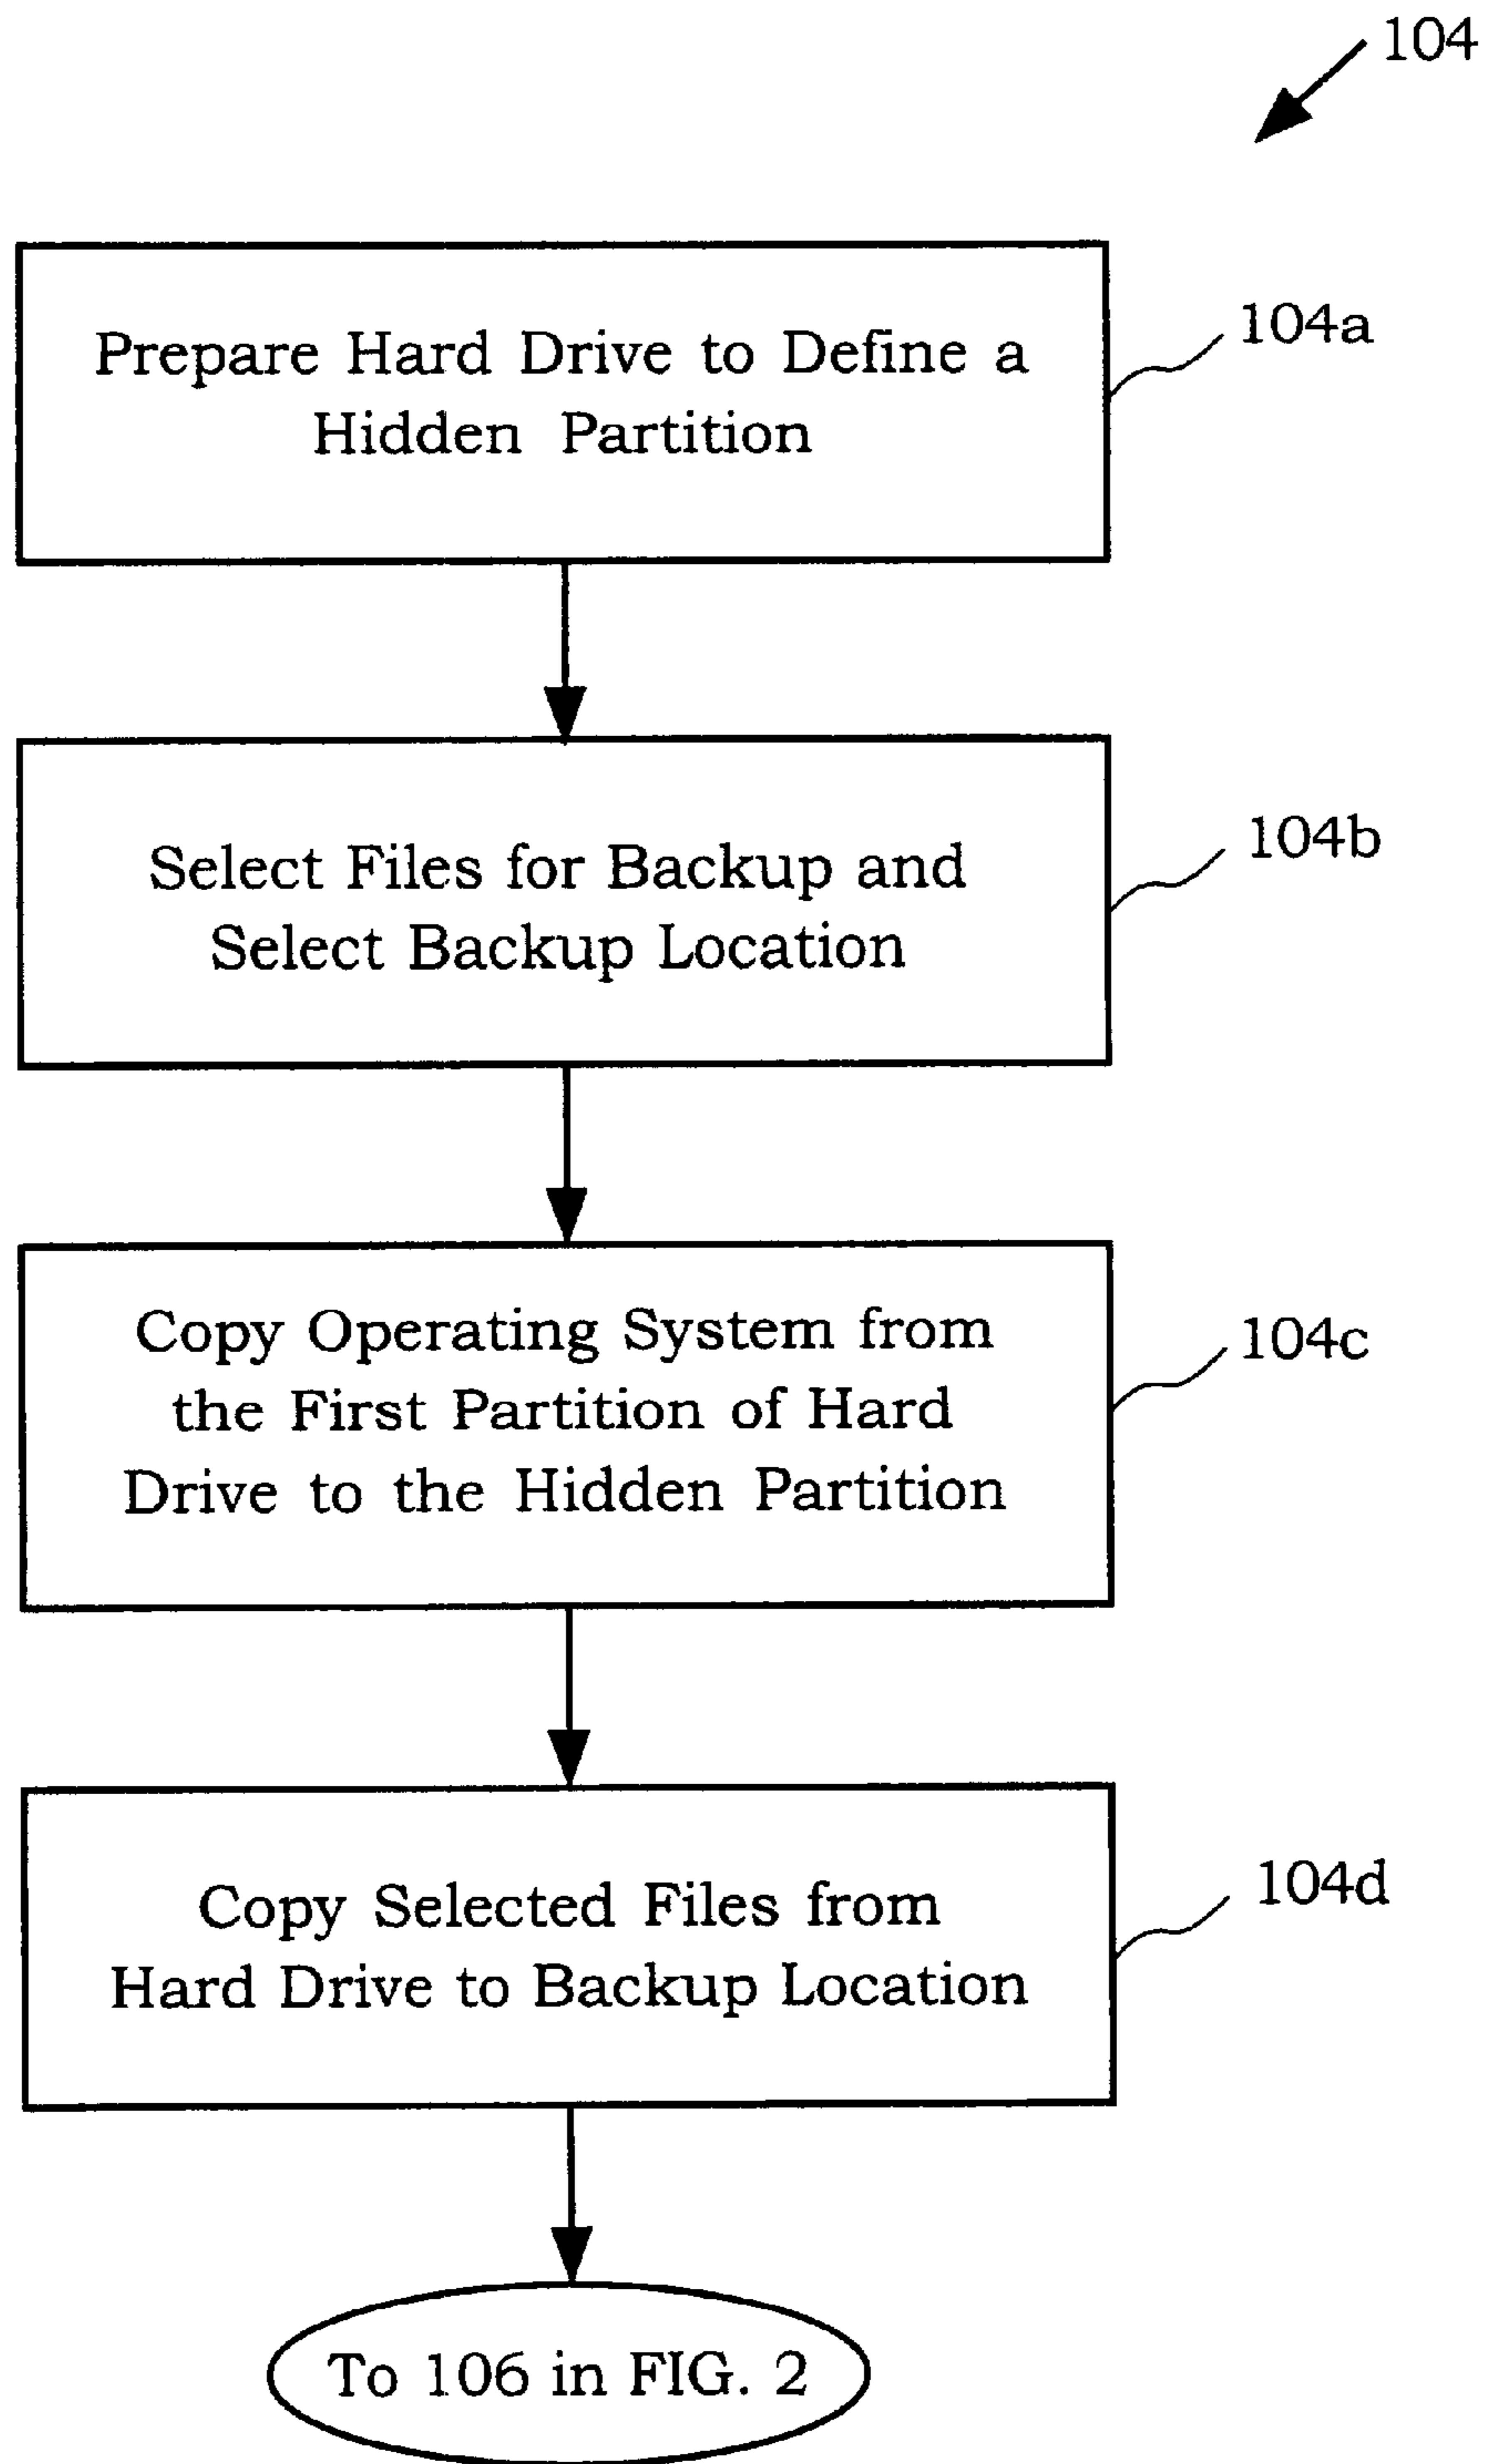 104
Prepare Hard Drive to Define a
Hidden Partition
104a
Select Files for Backup and
Select Backup Location
104b
Copy Operating System from
the First Partition of Hard
Drive to the Hidden Partition
104c
Copy Selected Files from
Hard Drive to Backup Location
104d
To 106 in FIG. 2